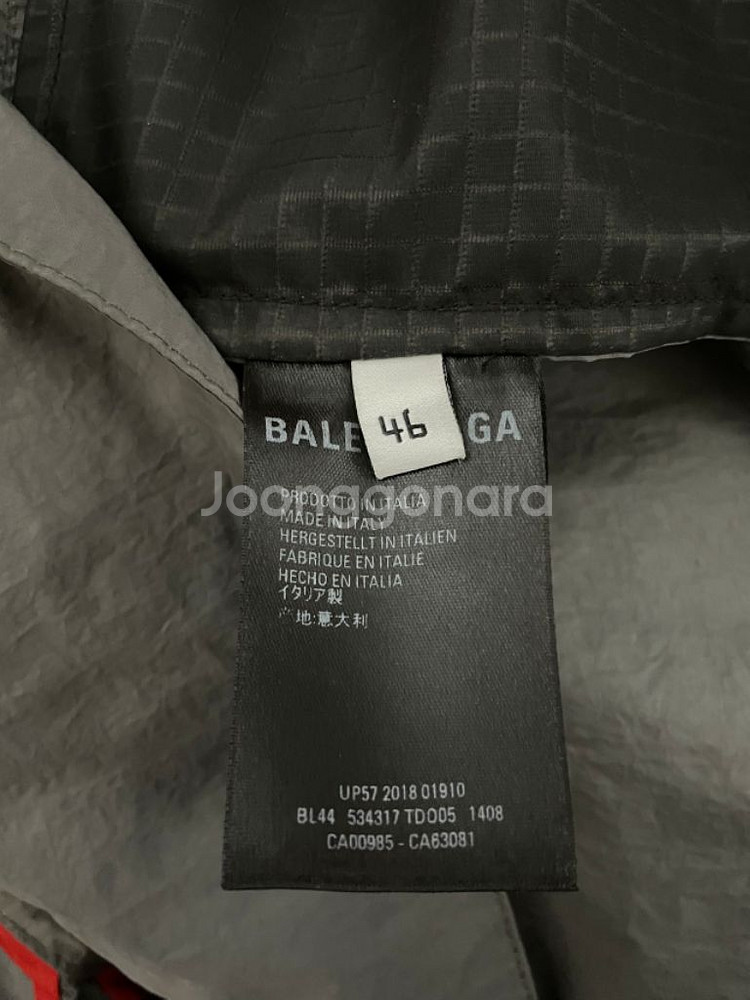 46
BALE GA
Joonggonara
PRODOTTO IN ITALIA
MADE IN ITALY
HERGESTELLT IN ITALIEN
FABRIQUE EN ITALIE
HECHO EN ITALIA
イタリア製
产地:意大利
UP57 2018 01910
BL44 534317 TDO05 1408
CA00985 - CA63081